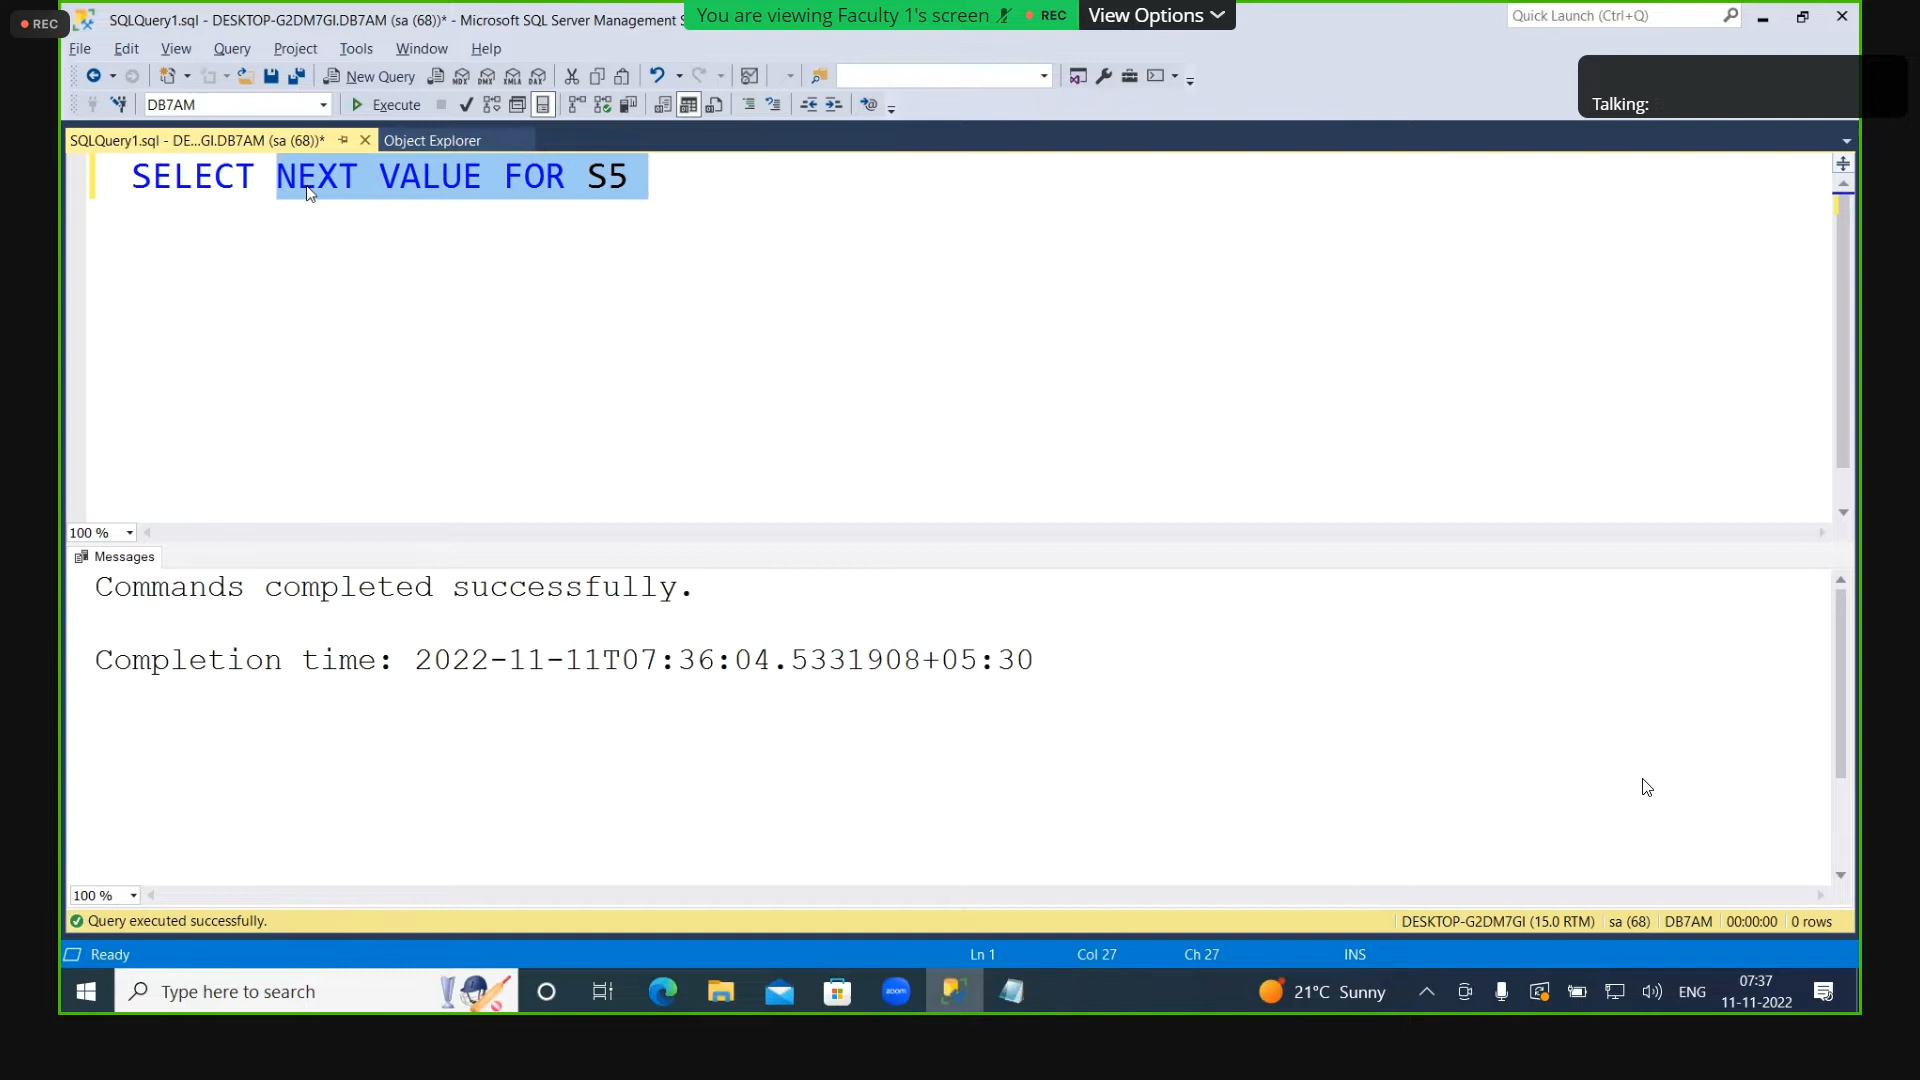 REC
SQLQuery1.sql - DESKTOP-G2DM7GI.DB7AM (sa (68))* - Microsoft SQL Server Management S
You are viewing Faculty 1's screen
REC
View Options
Quick Launch (Ctrl+Q)
File Edit View Query Project Tools Window Help
New Query
MDX DMX XMLA DAX
Talking:
DB7AM
Execute
SQLQuery1.sql - DE...GI.DB7AM (sa (68))*
Object Explorer
SELECT NEXT VALUE FOR S5
100 %
Messages
Commands completed successfully.
Completion time: 2022-11-11T07:36:04.5331908+05:30
100 %
Query executed successfully.
DESKTOP-G2DM7GI (15.0 RTM) sa (68) DB7AM 00:00:00 0 rows
Ready
Ln 1 Col 27 Ch 27 INS
Type here to search
zoom
21°C Sunny
ENG
07:37
11-11-2022